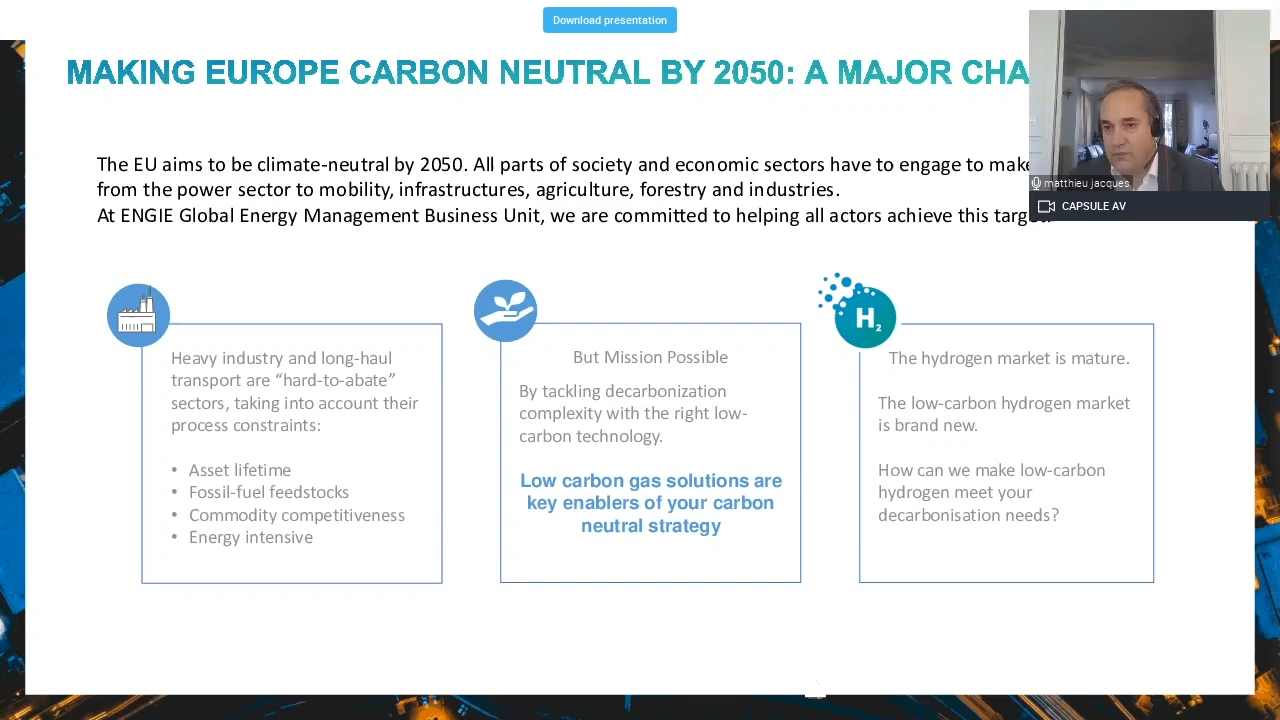 Download presentation
MAKING EUROPE CARBON NEUTRAL BY 2050: A MAJOR CHA
The EU aims to be climate-neutral by 2050. All parts of society and economic sectors have to engage to make
from the power sector to mobility, infrastructures, agriculture, forestry and industries.
At ENGIE Global Energy Management Business Unit, we are committed to helping all actors achieve this target.
matthieu jacques
CAPSULE AV
Heavy industry and long-haul
transport are “hard-to-abate”
sectors, taking into account their
process constraints:
• Asset lifetime
• Fossil-fuel feedstocks
• Commodity competitiveness
• Energy intensive
But Mission Possible
By tackling decarbonization
complexity with the right low-
carbon technology.
Low carbon gas solutions are
key enablers of your carbon
neutral strategy
H2
The hydrogen market is mature.
The low-carbon hydrogen market
is brand new.
How can we make low-carbon
hydrogen meet your
decarbonisation needs?